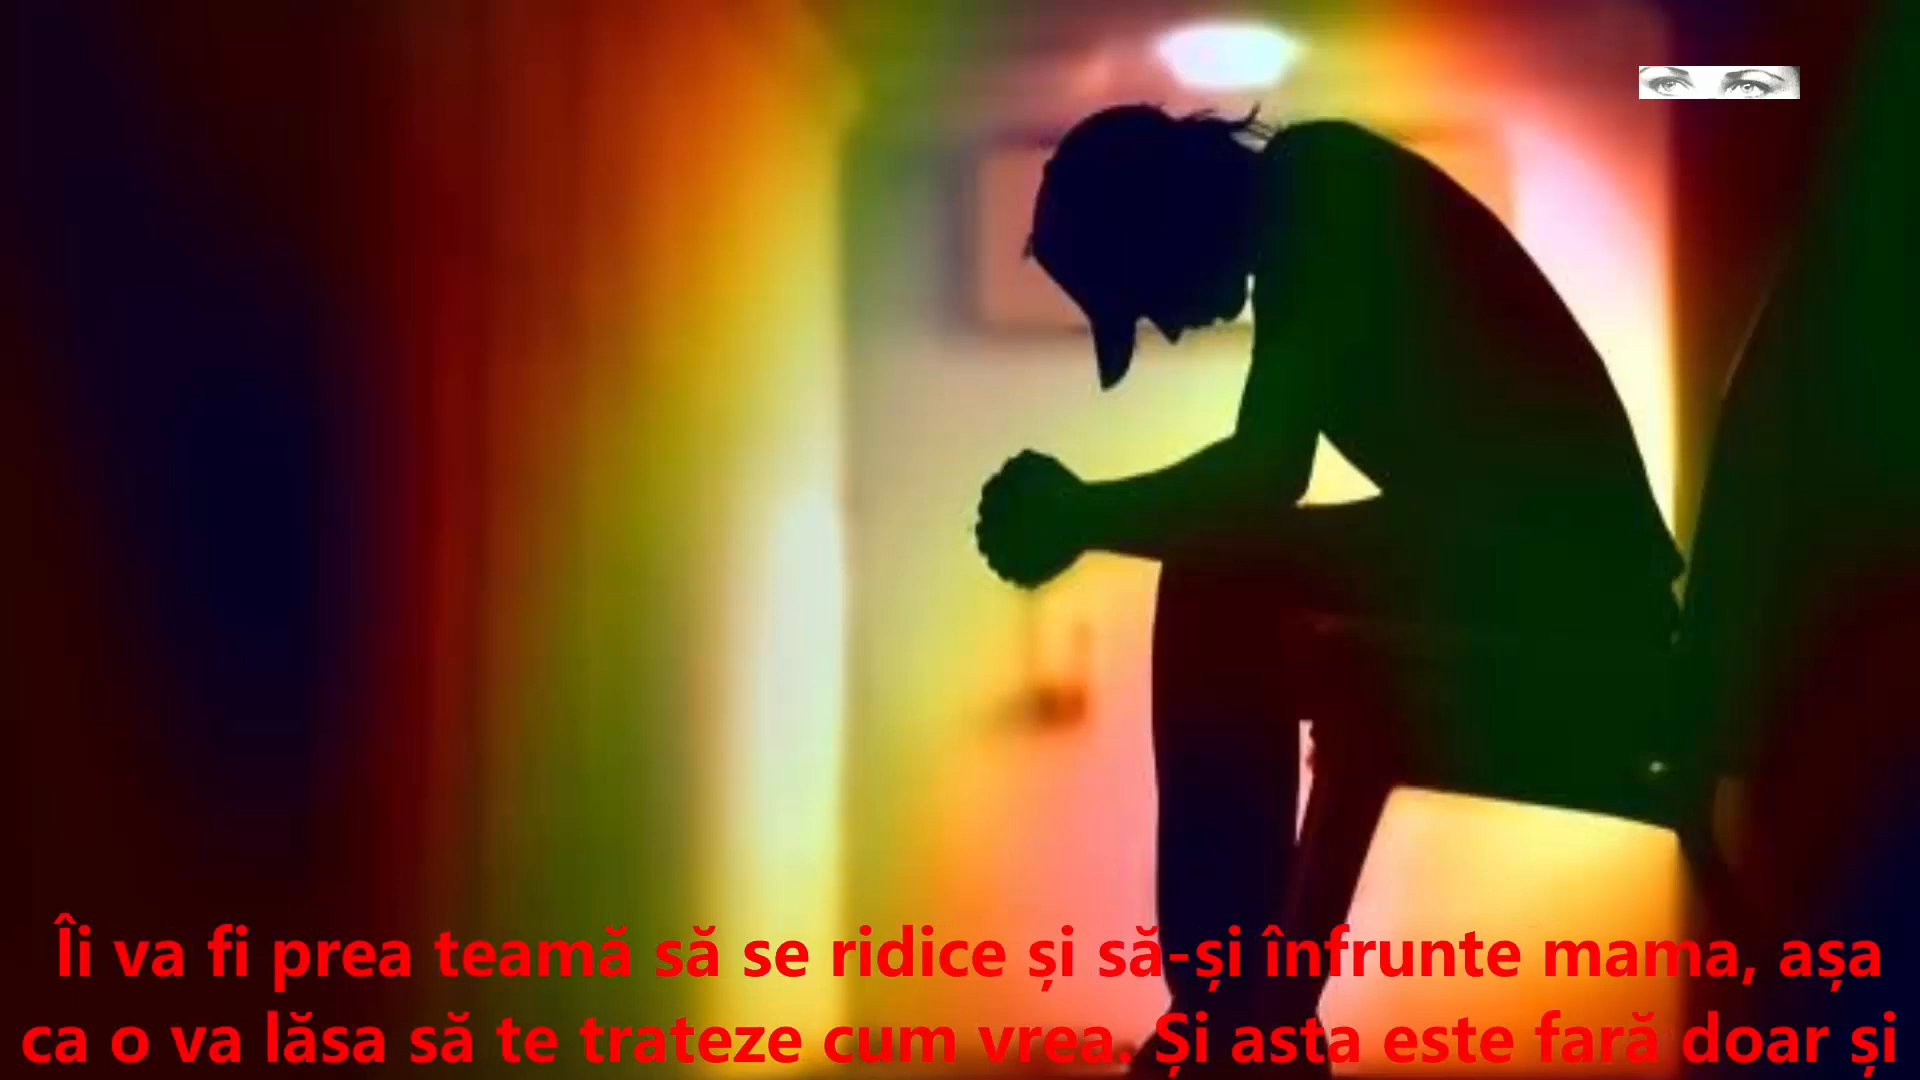 Îi va fi prea teamă să se ridice și să-și înfrunte mama, așa
ca o va lăsa să te trateze cum vrea. Și asta este fară doar și